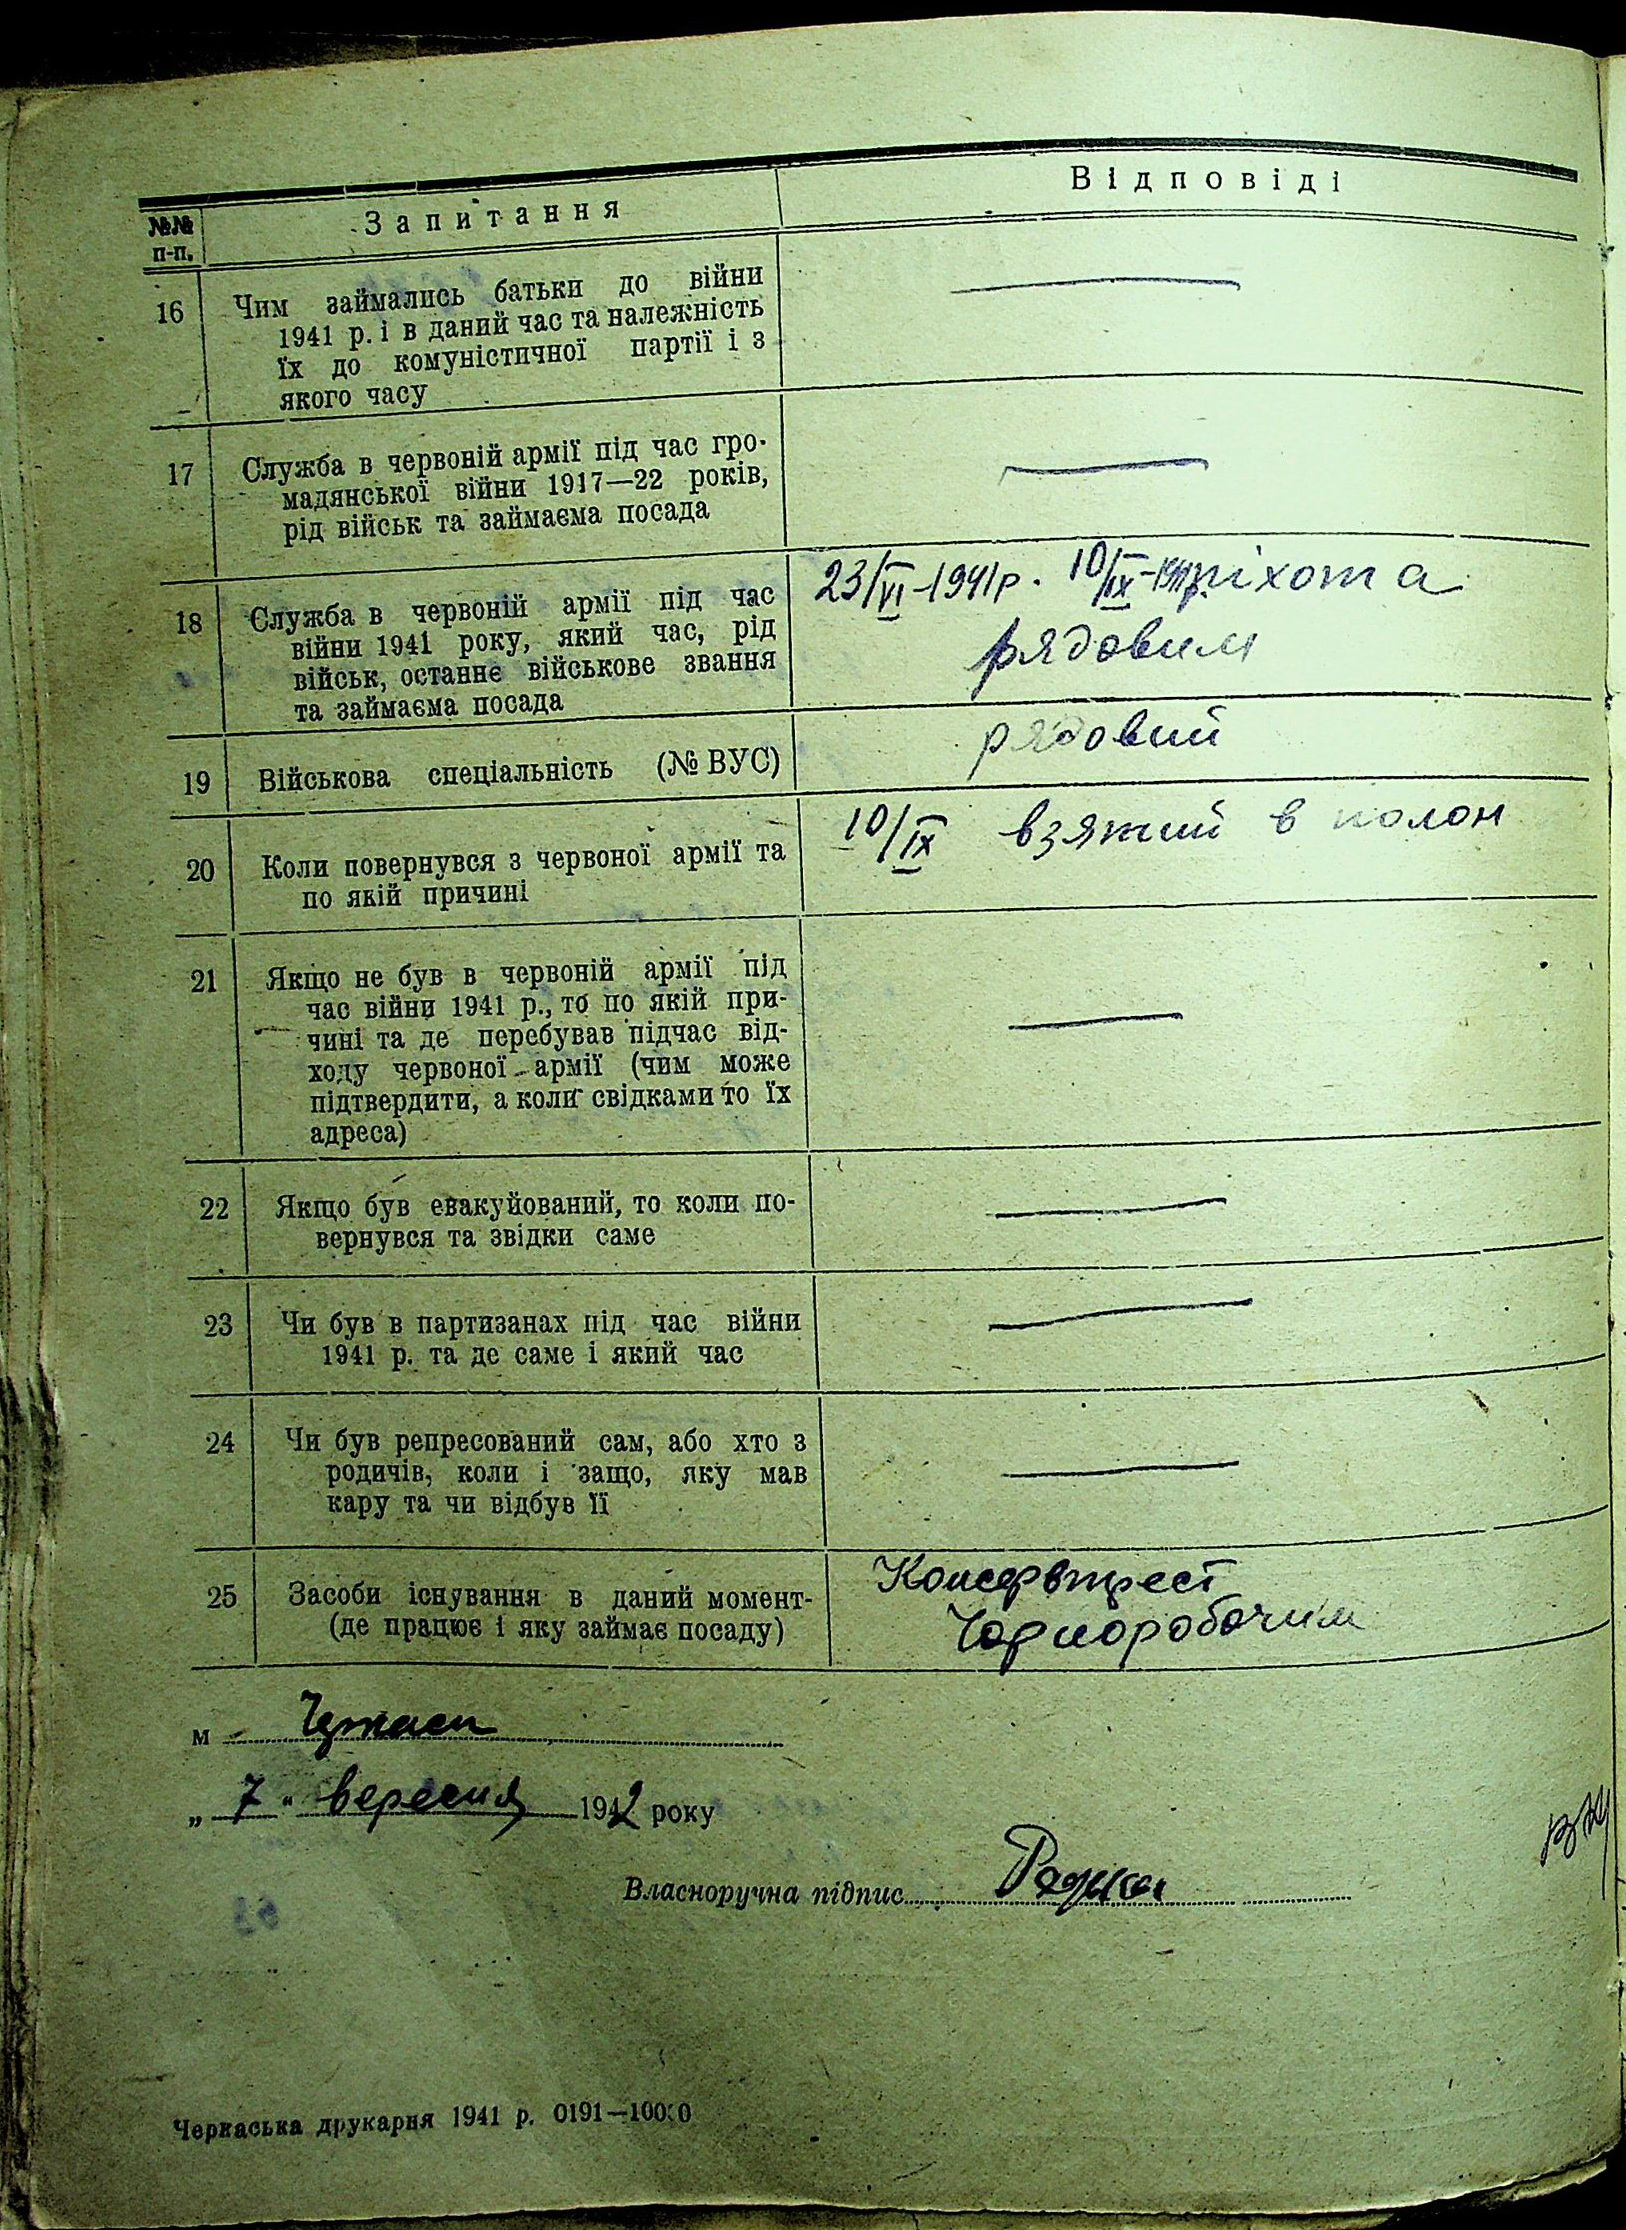 №№ п-п.
Запитання
Відповіді
16 Чим займались батьки до війни
1941 р. і в даний час та належність
їх до комуністичної партії і з
якого часу
17 Служба в червоній армії під час гро-
мадянської війни 1917—22 років,
рід військ та займаєма посада
18 Служба в червоній армії під час
війни 1941 року, який час, рід
військ, останнє військове звання
та займаєма посада
23/VI-1941р. 10/IX-1941р. піхота
рядовим
19 Військова спеціальність (№ ВУС)
рядовий
20 Коли повернувся з червоної армії та
по якій причині
10/IX взятий в полон
21 Якщо не був в червоній армії під
час війни 1941 р., то по якій при-
чині та де перебував підчас від-
ходу червоної армії (чим може
підтвердити, а коли свідками то їх
адреса)
22 Якщо був евакуйований, то коли по-
вернувся та звідки саме
23 Чи був в партизанах під час війни
1941 р. та де саме і який час
24 Чи був репресований сам, або хто з
родичів, коли і защо, яку мав
кару та чи відбув її
25 Засоби існування в даний момент-
(де працює і яку займає посаду)
Консервтрест
Чорноробочим
м
„ 7 " вересня 1942 року
Власноручна підпис
Черкаська друкарня 1941 р. 0191—10000